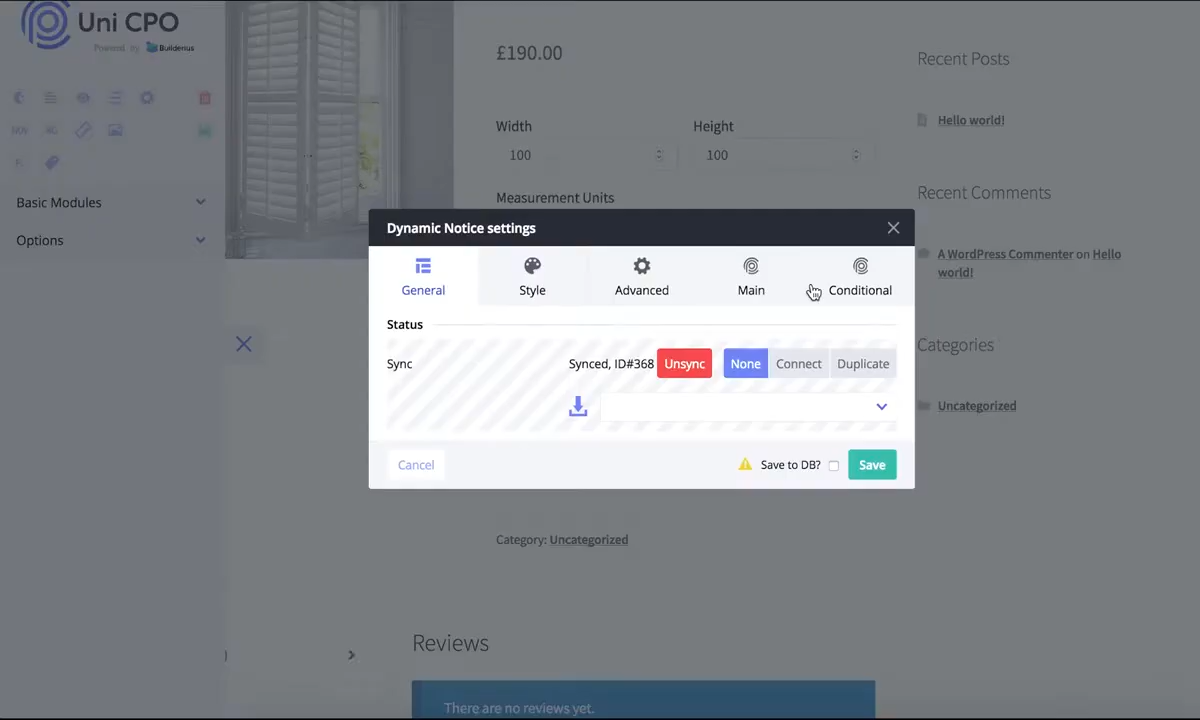 Uni CPO
Powered by Builderius
£190.00
Recent Posts
Hello world!
Width
Height
100
100
Measurement Units
Recent Comments
A WordPress Commenter on Hello
world!
Basic Modules
Options
Dynamic Notice settings
General
Style
Advanced
Main
Conditional
Status
Sync
Synced, ID#368
Unsync
None
Connect
Duplicate
Cancel
Save to DB?
Save
Categories
Uncategorized
Category: Uncategorized
Reviews
There are no reviews yet.